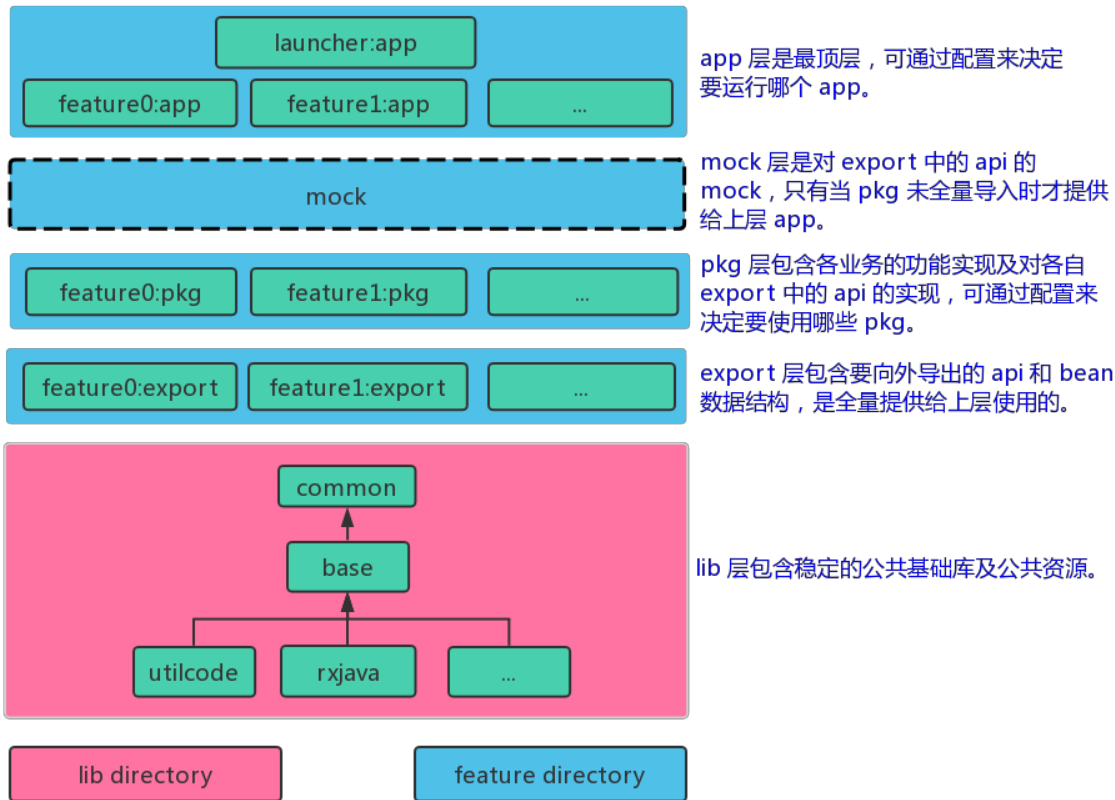 launcher:app
feature0:app
feature1:app
...
app 层是最顶层，可通过配置来决定
要运行哪个 app。
mock
mock 层是对 export 中的 api 的
mock，只有当 pkg 未全量导入时才提供
给上层 app。
feature0:pkg
feature1:pkg
...
pkg 层包含各业务的功能实现及对各自
export 中的 api 的实现，可通过配置来
决定要使用哪些 pkg。
feature0:export
feature1:export
...
export 层包含要向外导出的 api 和 bean
数据结构，是全量提供给上层使用的。
common
base
utilcode
rxjava
...
lib 层包含稳定的公共基础库及公共资源。
lib directory
feature directory